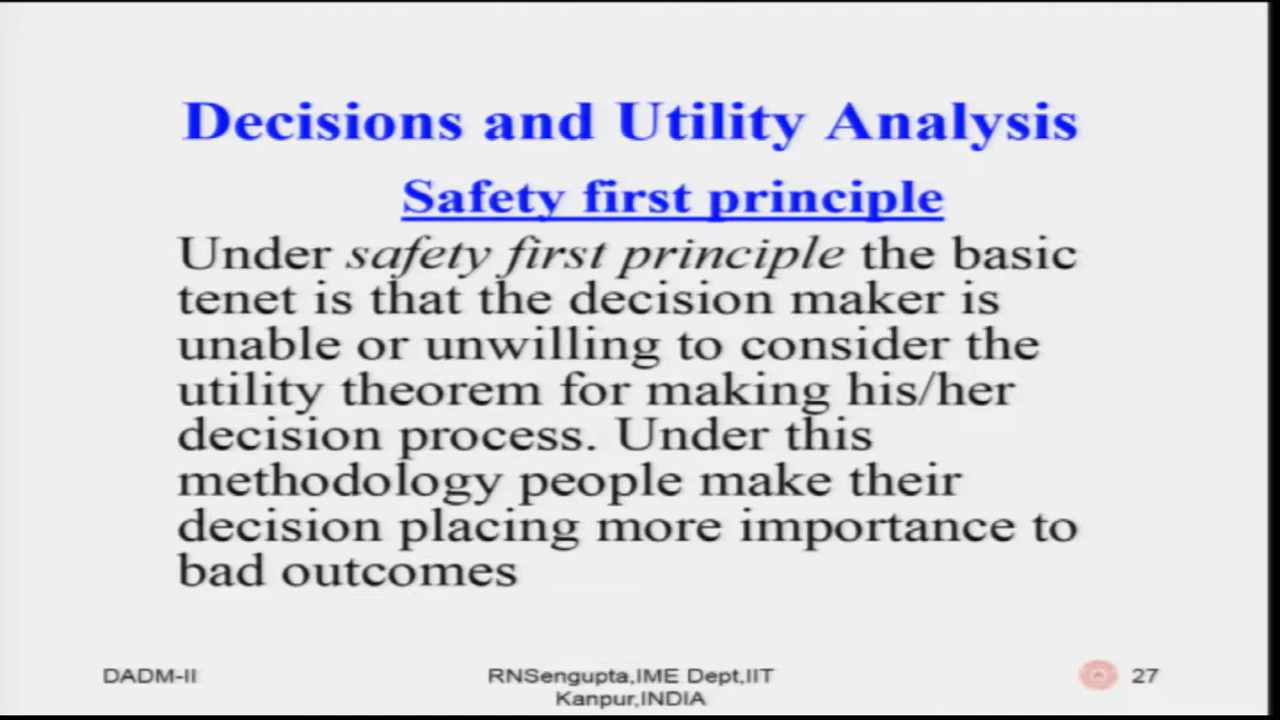 Decisions and Utility Analysis
Safety first principle
Under safety first principle the basic
tenet is that the decision maker is
unable or unwilling to consider the
utility theorem for making his/her
decision process. Under this
methodology people make their
decision placing more importance to
bad outcomes
DADM-II
RNSengupta,IME Dept,IIT
Kanpur,INDIA
27